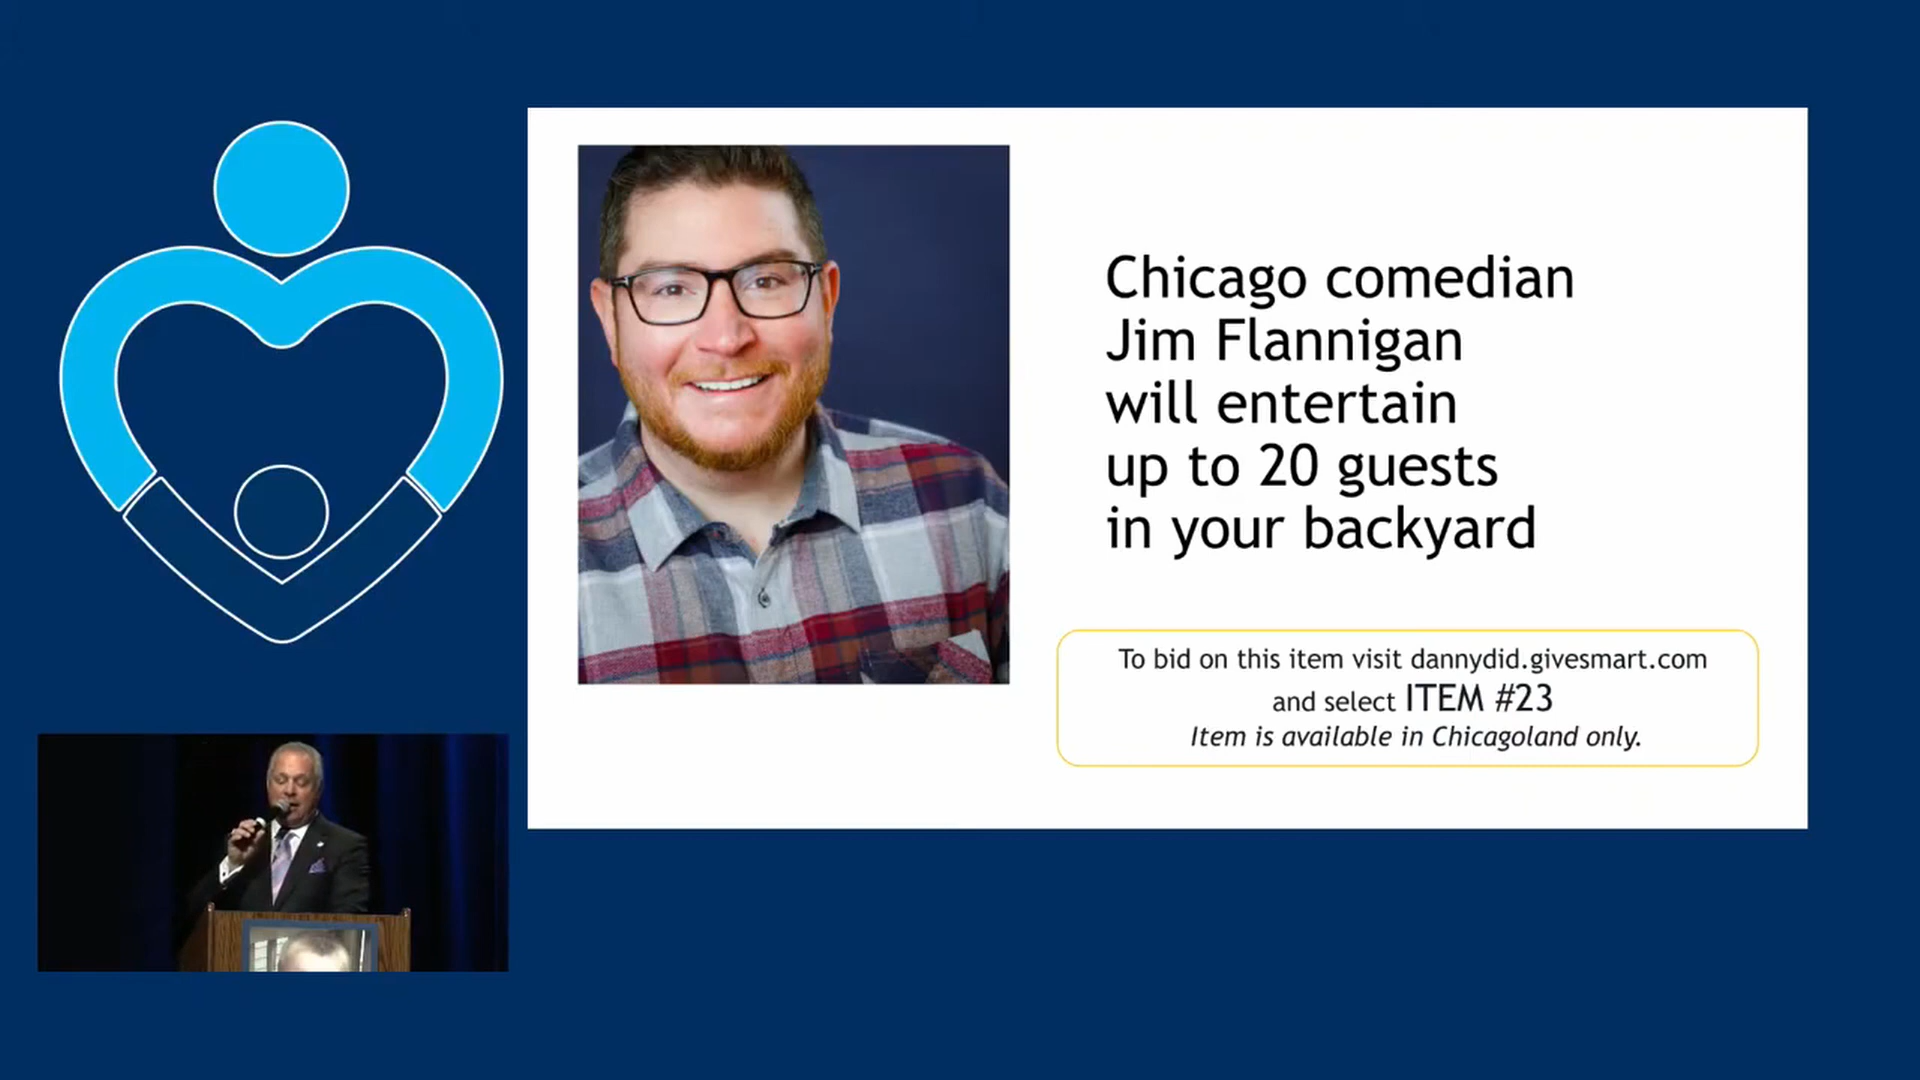 Chicago comedian
Jim Flannigan
will entertain
up to 20 guests
in your backyard
To bid on this item visit dannydid.givesmart.com
and select ITEM #23
Item is available in Chicagoland only.